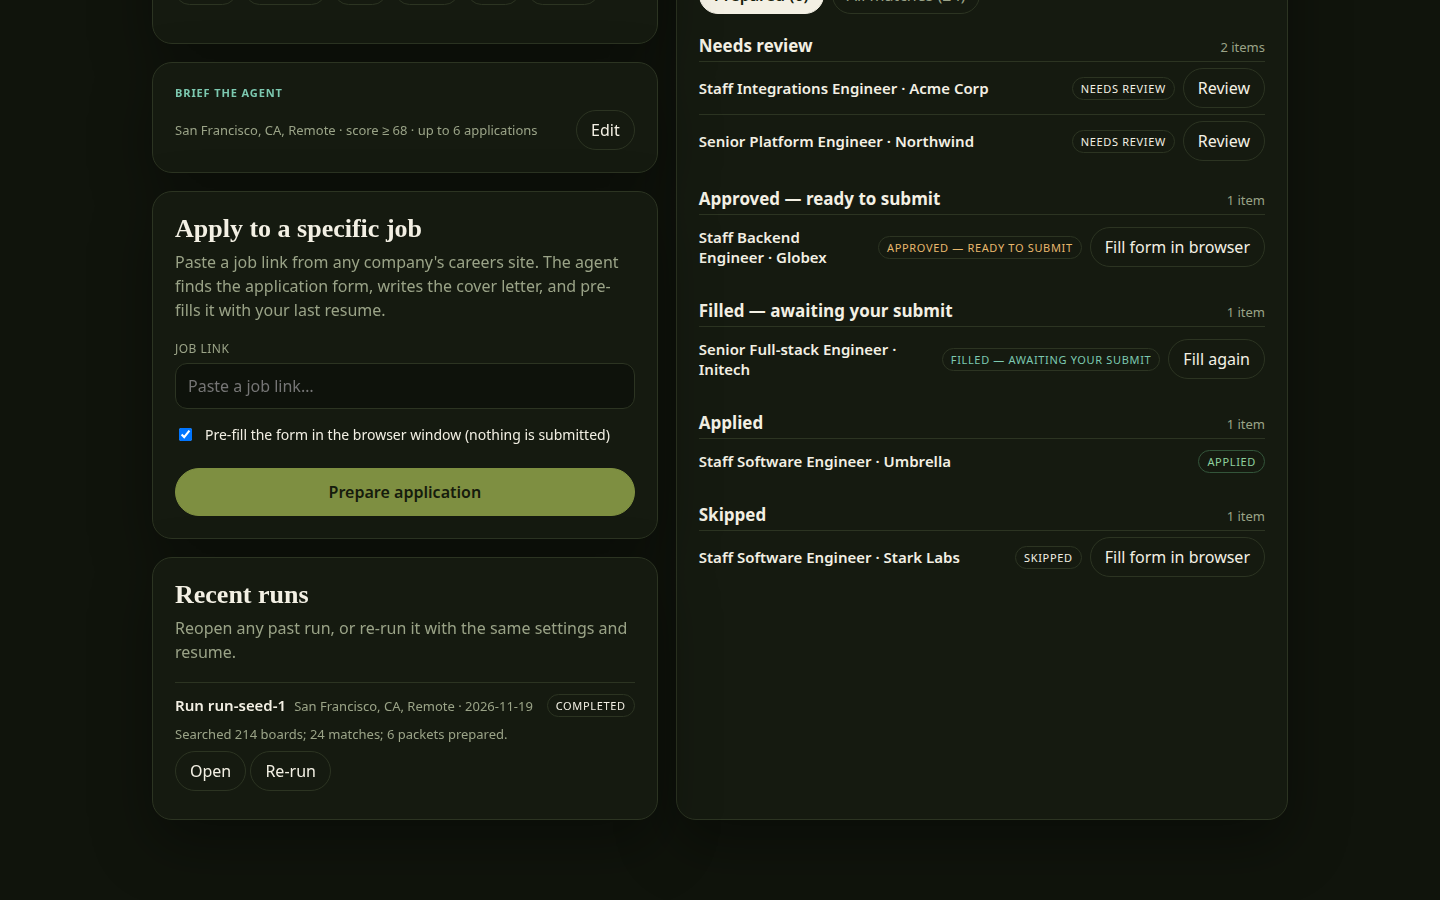 BRIEF THE AGENT
San Francisco, CA, Remote · score ≥ 68 · up to 6 applications
Edit
Apply to a specific job
Paste a job link from any company's careers site. The agent
finds the application form, writes the cover letter, and pre-
fills it with your last resume.
JOB LINK
Paste a job link...
Pre-fill the form in the browser window (nothing is submitted)
Prepare application
Recent runs
Reopen any past run, or re-run it with the same settings and
resume.
Run run-seed-1 San Francisco, CA, Remote · 2026-11-19 COMPLETED
Searched 214 boards; 24 matches; 6 packets prepared.
Open Re-run
Needs review 2 items
Staff Integrations Engineer · Acme Corp NEEDS REVIEW Review
Senior Platform Engineer · Northwind NEEDS REVIEW Review
Approved — ready to submit 1 item
Staff Backend
Engineer · Globex
APPROVED — READY TO SUBMIT Fill form in browser
Filled — awaiting your submit 1 item
Senior Full-stack Engineer ·
Initech
FILLED — AWAITING YOUR SUBMIT Fill again
Applied 1 item
Staff Software Engineer · Umbrella APPLIED
Skipped 1 item
Staff Software Engineer · Stark Labs SKIPPED Fill form in browser